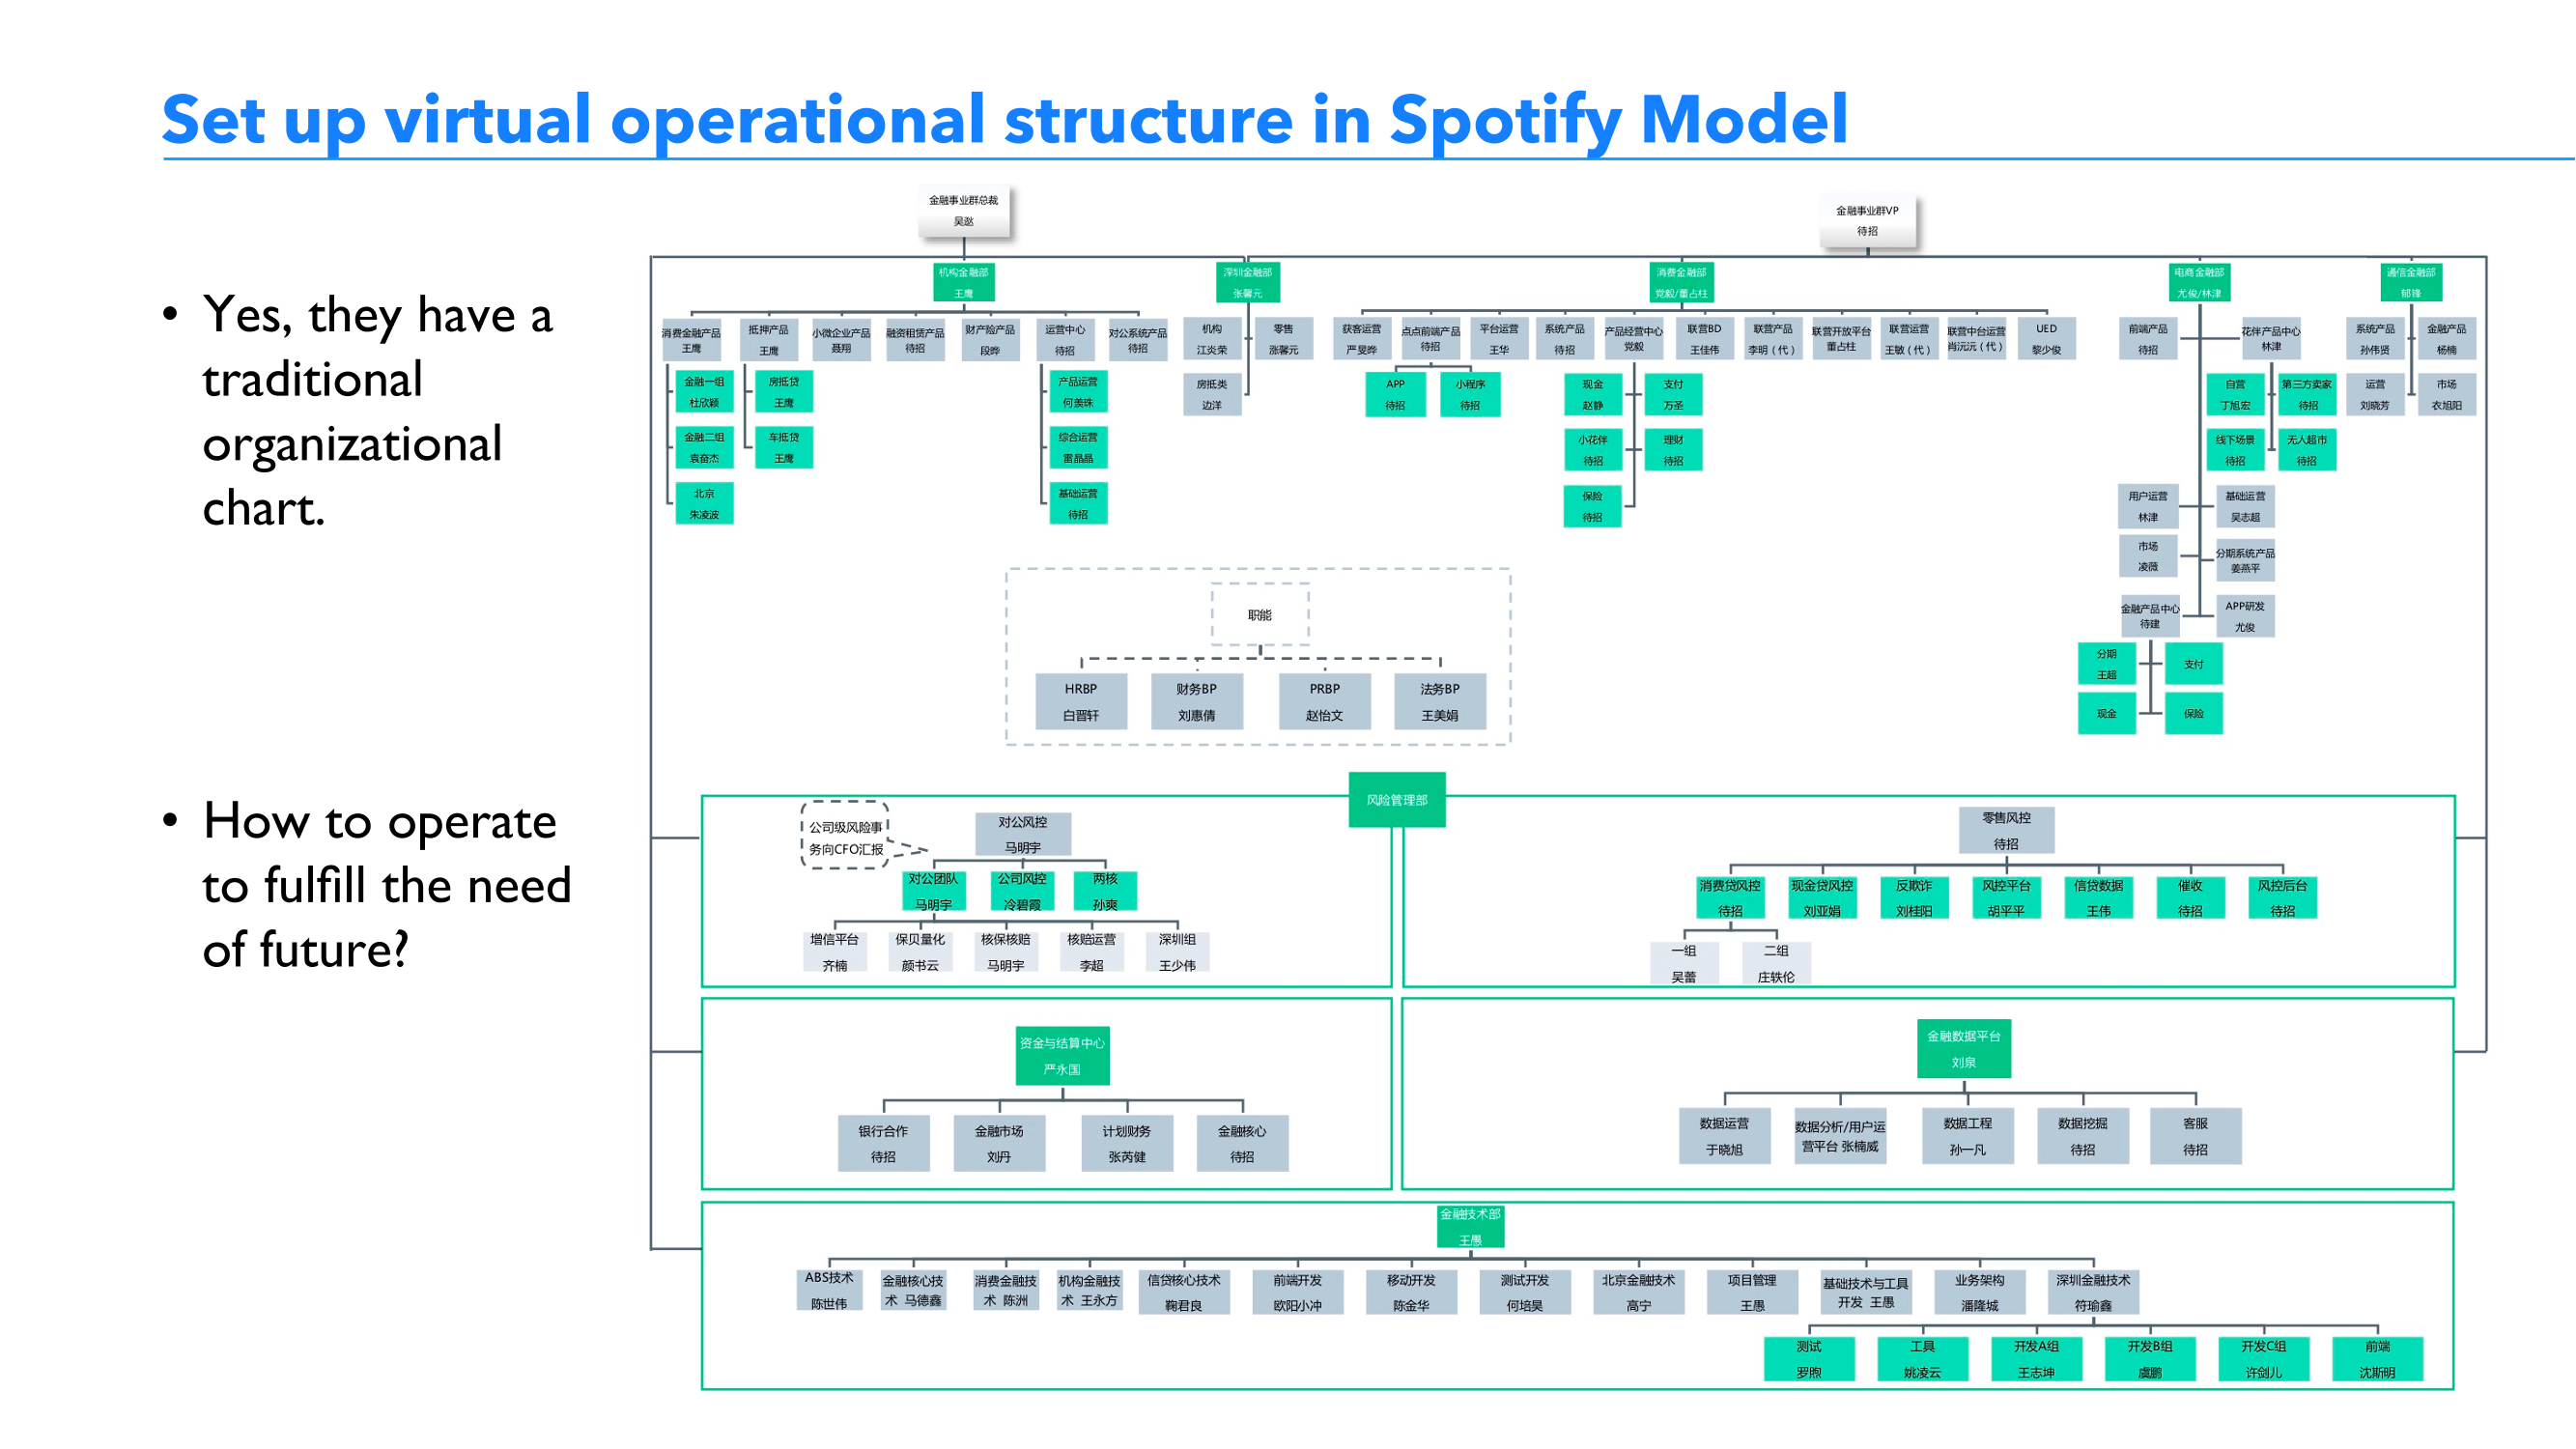 Set up virtual operational structure in Spotify Model
• Yes, they have a
traditional
organizational
chart.
• How to operate
to fulfill the need
of future?
金融事业群总裁
吴逖
金融事业群VP
待招
机构金融部
王鹰
深圳金融部
张馨元
消费金融部
党毅/董占柱
电商金融部
尤俊/林津
通信金融部
郁锋
消费金融产品
王鹰
抵押产品
王鹰
小微企业产品
聂翔
融资租赁产品
待招
财产险产品
段晔
运营中心
待招
对公系统产品
待招
金融一组
杜欣颖
金融二组
袁奋杰
北京
朱凌波
房抵贷
王鹰
车抵贷
王鹰
产品运营
何羡珠
综合运营
雷晶晶
基础运营
待招
机构
江炎荣
零售
张馨元
房抵类
边洋
获客运营
严旻晔
点点前端产品
待招
平台运营
王华
系统产品
待招
产品经营中心
党毅
联营BD
王佳伟
联营产品
李明（代）
联营开放平台
董占柱
联营运营
王敏（代）
联营中台运营
肖沅沅（代）
UED
黎少俊
APP
待招
小程序
待招
现金
赵静
支付
万圣
小花伴
待招
理财
待招
保险
待招
前端产品
待招
花伴产品中心
林津
自营
丁旭宏
第三方卖家
待招
线下场景
待招
无人超市
待招
用户运营
林津
基础运营
吴志超
市场
凌薇
分期系统产品
姜燕平
金融产品中心
待建
APP研发
尤俊
分期
王超
支付
现金
保险
系统产品
孙伟贤
金融产品
杨楠
运营
刘晓芳
市场
衣旭阳
职能
HRBP
白晋轩
财务BP
刘惠倩
PRBP
赵怡文
法务BP
王美娟
风险管理部
公司级风险事
务向CFO汇报
对公风控
马明宇
对公团队
马明宇
公司风控
冷碧霞
两核
孙爽
增信平台
齐楠
保贝量化
颜书云
核保核赔
马明宇
核赔运营
李超
深圳组
王少伟
零售风控
待招
消费贷风控
待招
现金贷风控
刘亚娟
反欺诈
刘桂阳
风控平台
胡平平
信贷数据
王伟
催收
待招
风控后台
待招
一组
吴蕾
二组
庄轶伦
资金与结算中心
严永国
银行合作
待招
金融市场
刘丹
计划财务
张芮健
金融核心
待招
金融数据平台
刘泉
数据运营
于晓旭
数据分析/用户运
营平台 张楠威
数据工程
孙一凡
数据挖掘
待招
客服
待招
金融技术部
王愚
ABS技术
陈世伟
金融核心技
术 马德鑫
消费金融技
术 陈洲
机构金融技
术 王永方
信贷核心技术
鞠君良
前端开发
欧阳小冲
移动开发
陈金华
测试开发
何培昊
北京金融技术
高宁
项目管理
王愚
基础技术与工具
开发 王愚
业务架构
潘隆城
深圳金融技术
符瑜鑫
测试
罗煦
工具
姚凌云
开发A组
王志坤
开发B组
虞鹏
开发C组
许剑儿
前端
沈斯明